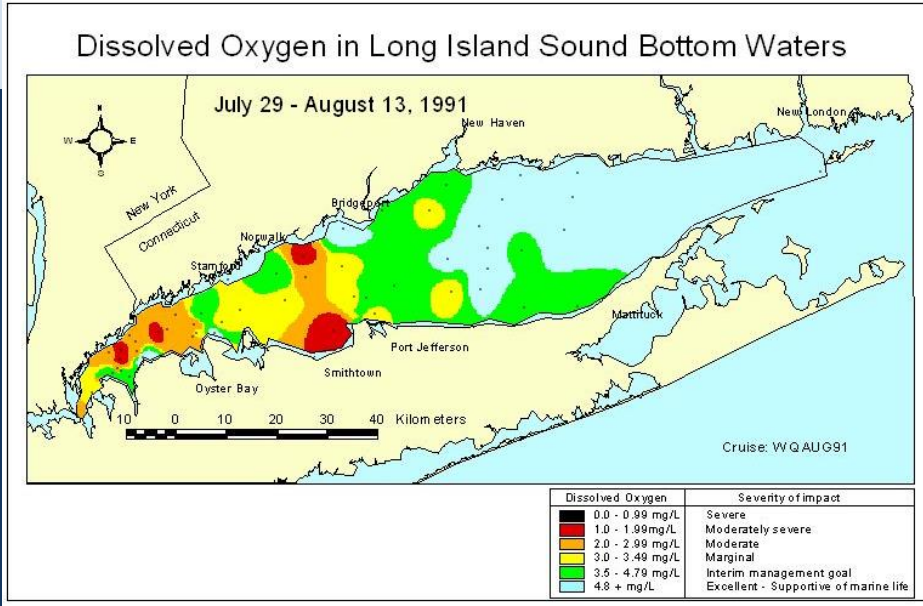 Dissolved Oxygen in Long Island Sound Bottom Waters
July 29 - August 13, 1991
N
W E
S
New London
New Haven
Bridgeport
New York
Connecticut
Norwalk
Stamford
Mattituck
Port Jefferson
Smithtown
Oyster Bay
10 0 10 20 30 40 Kilometers
Cruise: WQAUG91
Dissolved Oxygen Severity of impact
0.0 - 0.99 mg/L Severe
1.0 - 1.99mg/L Moderately severe
2.0 - 2.99 mg/L Moderate
3.0 - 3.49 mg/L Marginal
3.5 - 4.79 mg/L Interim management goal
4.8 + mg/L Excellent - Supportive of marine life